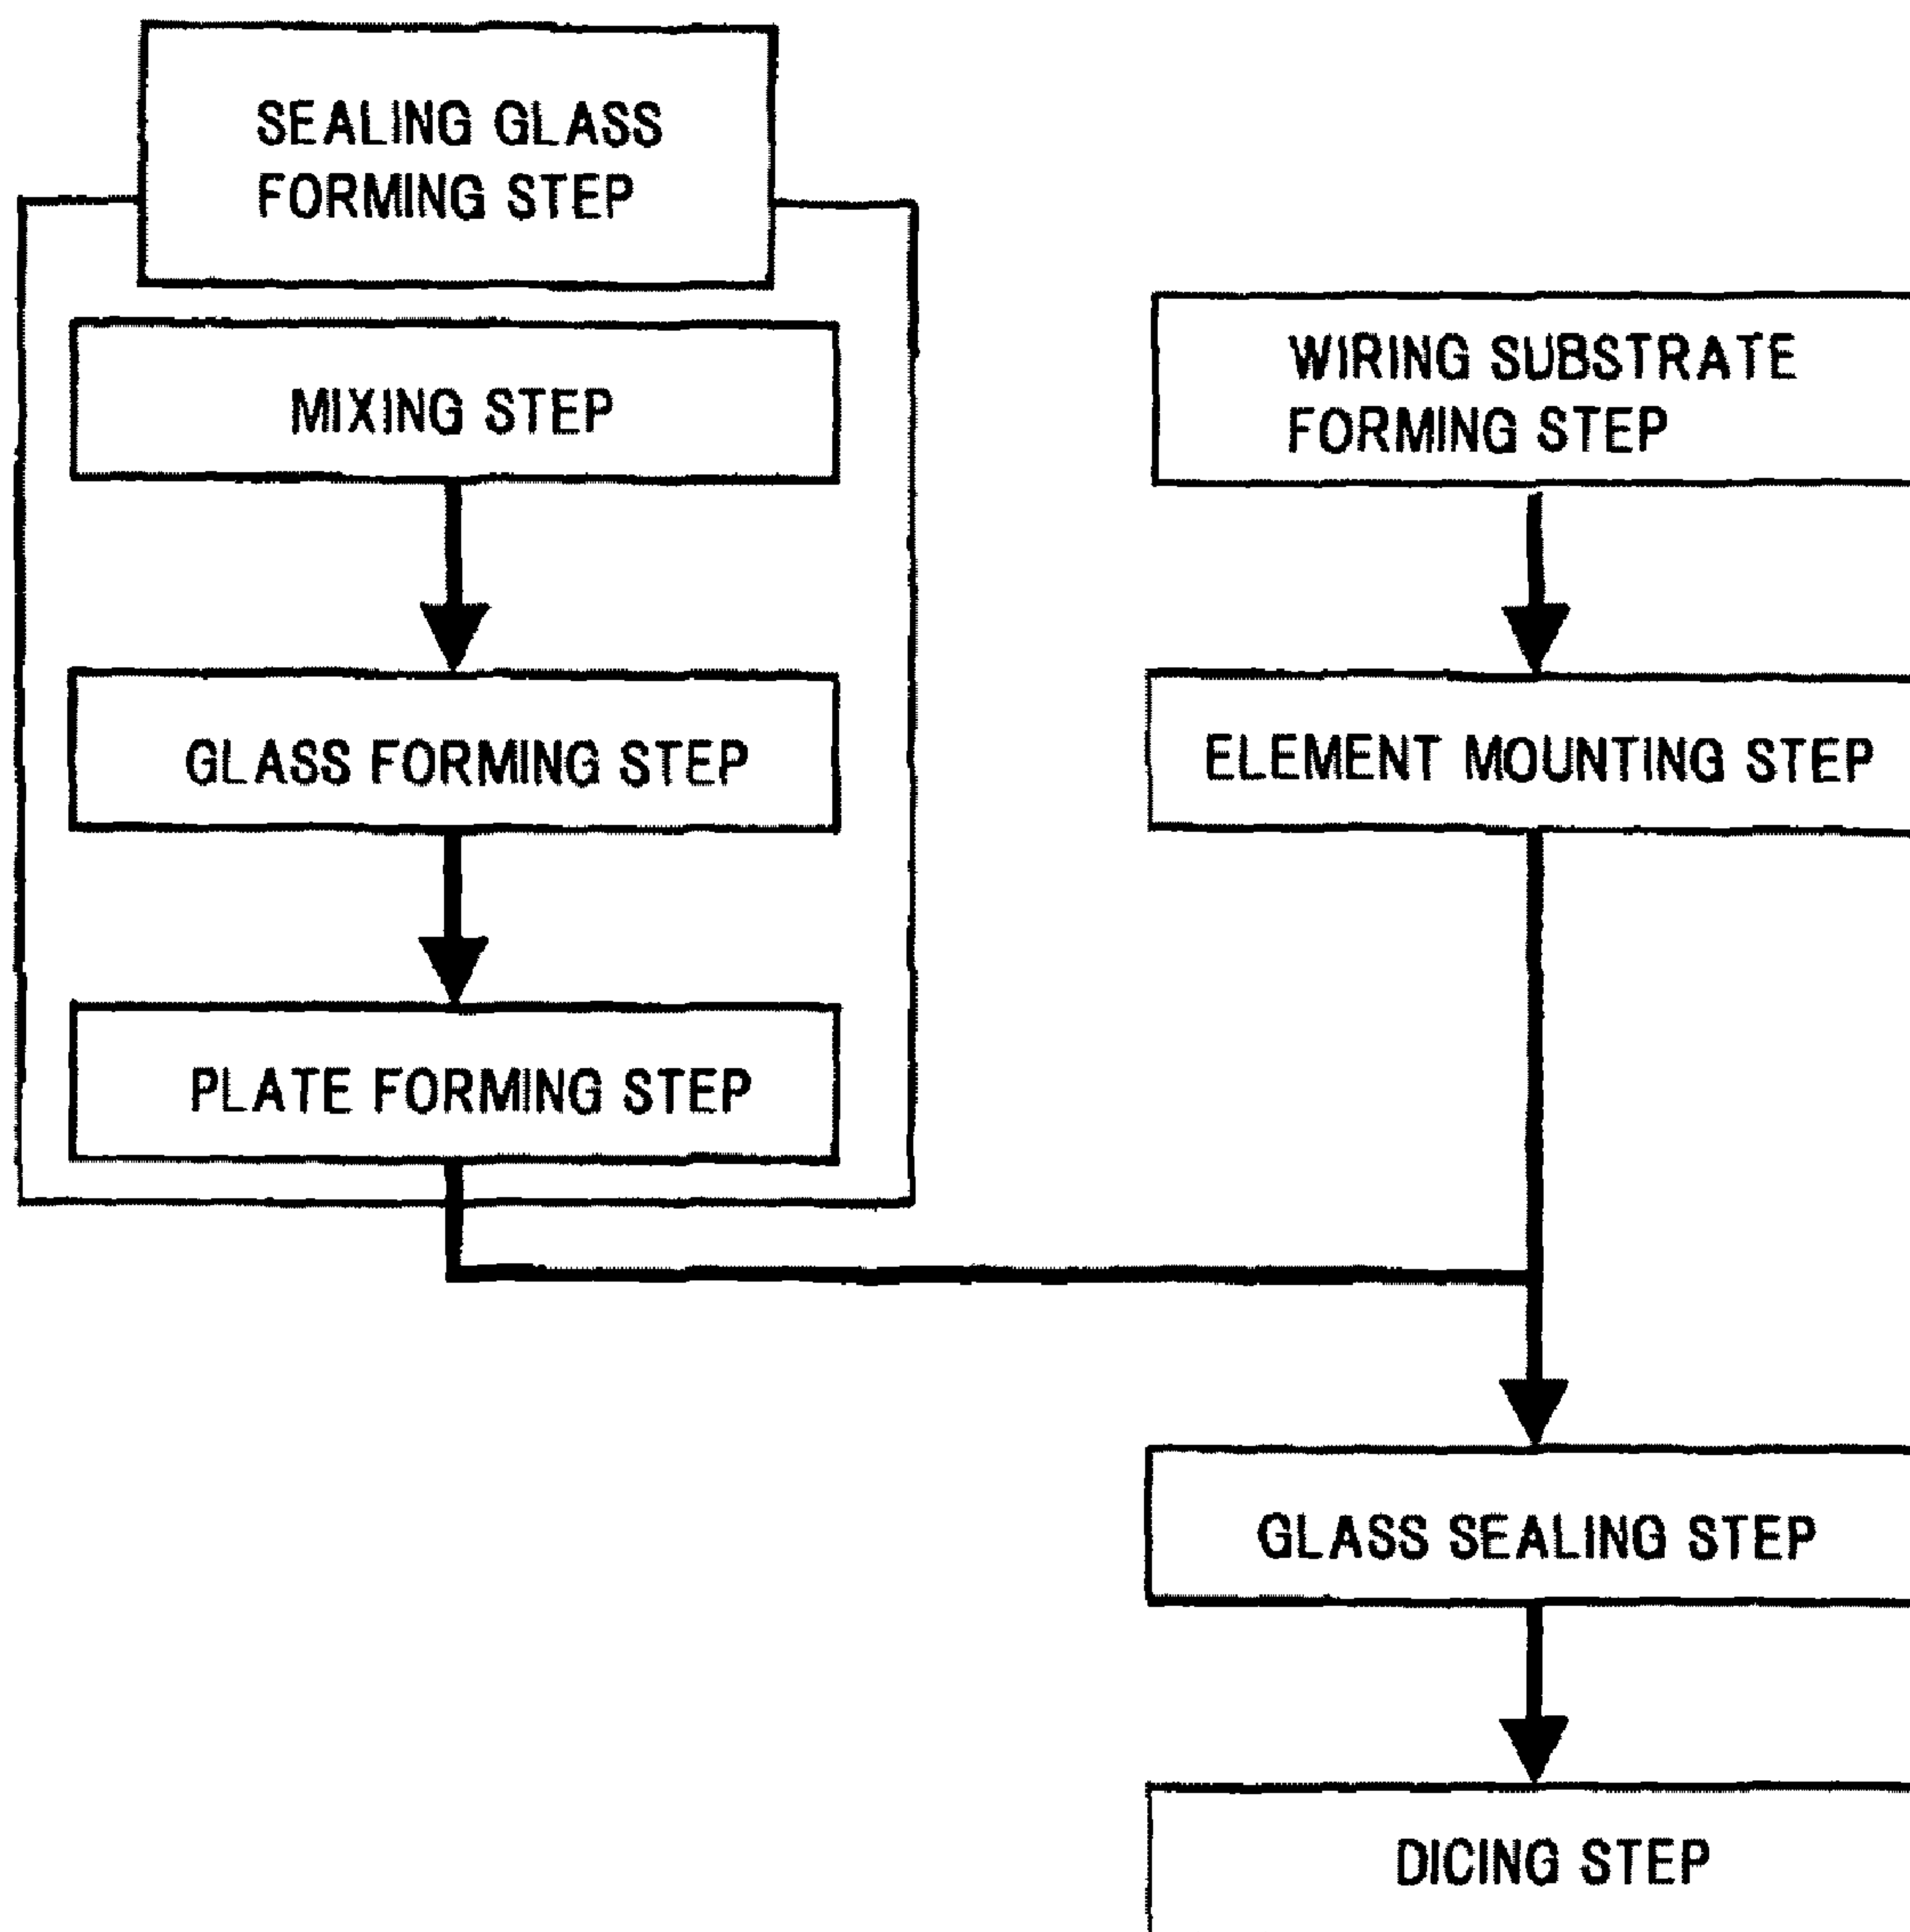 SEALING GLASS
FORMING STEP
MIXING STEP
GLASS FORMING STEP
PLATE FORMING STEP
WIRING SUBSTRATE
FORMING STEP
ELEMENT MOUNTING STEP
GLASS SEALING STEP
DICING STEP